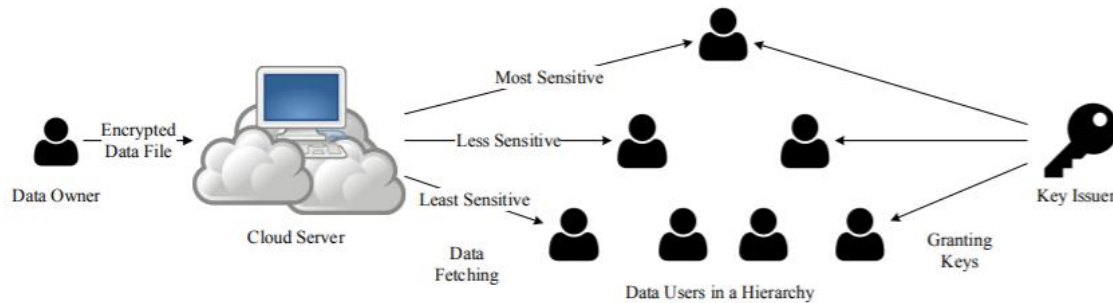 Most Sensitive
Encrypted
Data File
Less Sensitive
Data Owner
Least Sensitive
Key Issuer
Cloud Server
Data
Fetching
Granting
Keys
Data Users in a Hierarchy